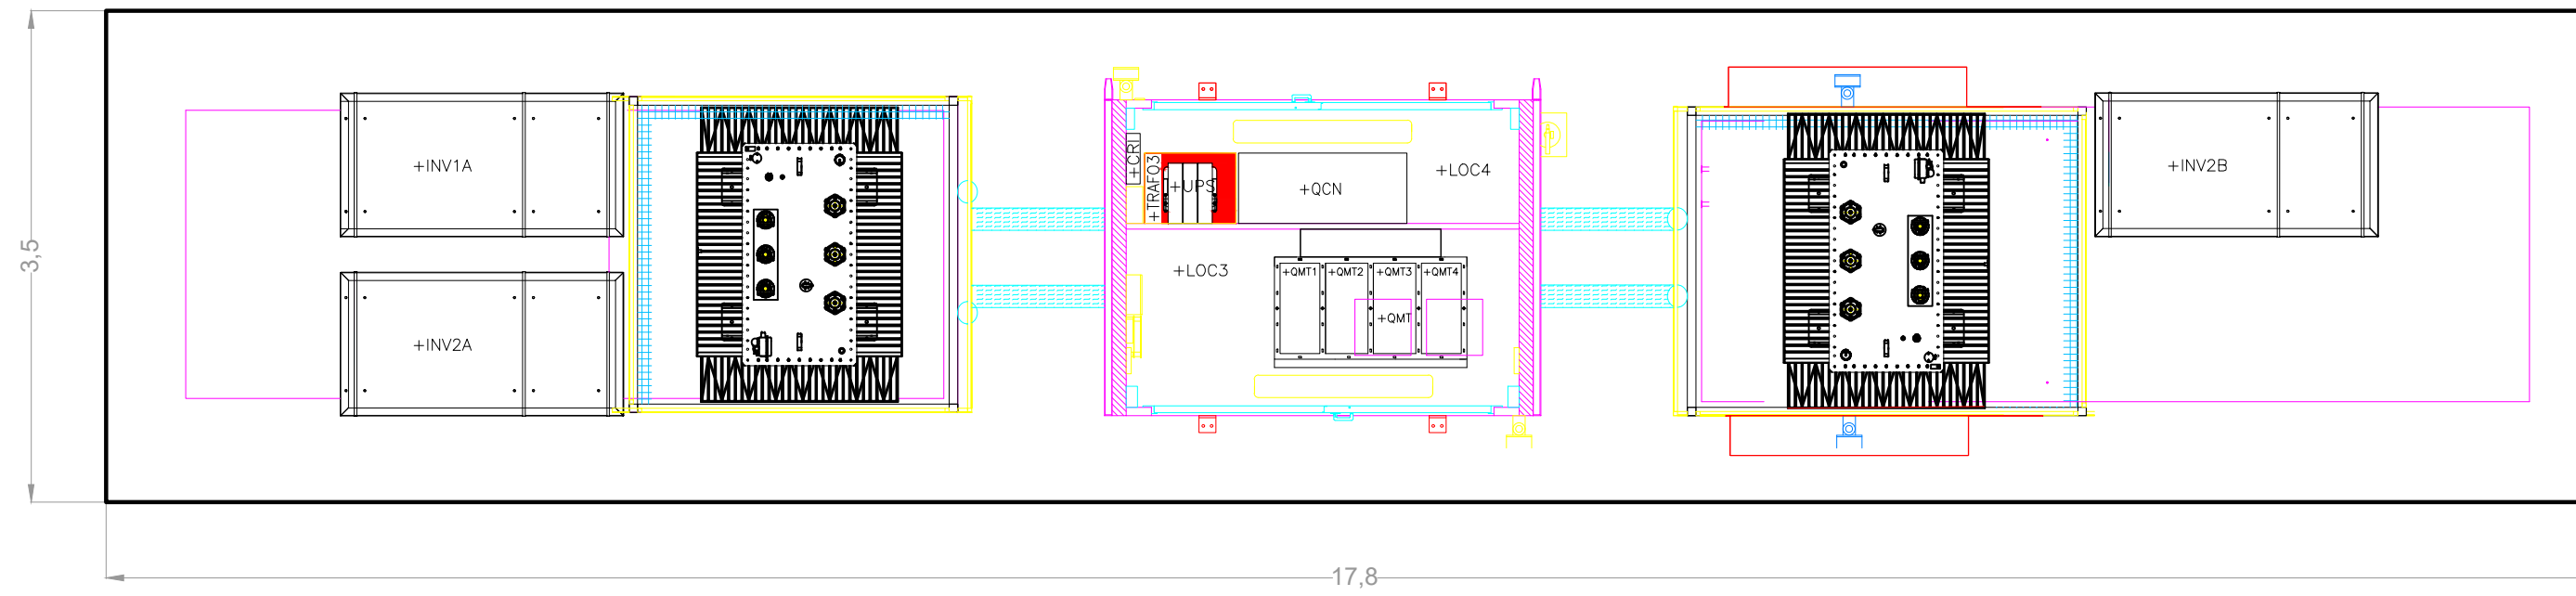 +INV1A
+INV2A
3,5
+CRI
+TRAFO3
+UPS
+QCN
+LOC4
+LOC3
+QMT1
+QMT2
+QMT3
+QMT4
+QMT
+INV2B
17,8